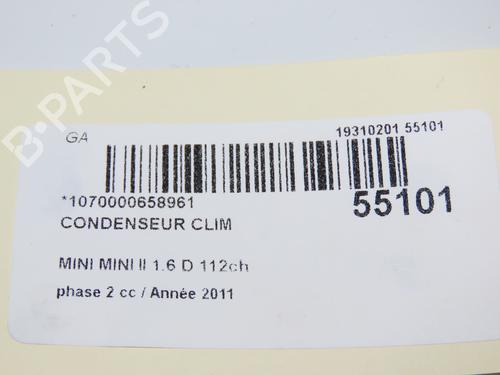 B-PARTS
GA
19310201 55101
*1070000658961
55101
CONDENSEUR CLIM
MINI MINI II 1.6 D 112ch
phase 2 cc / Année 2011